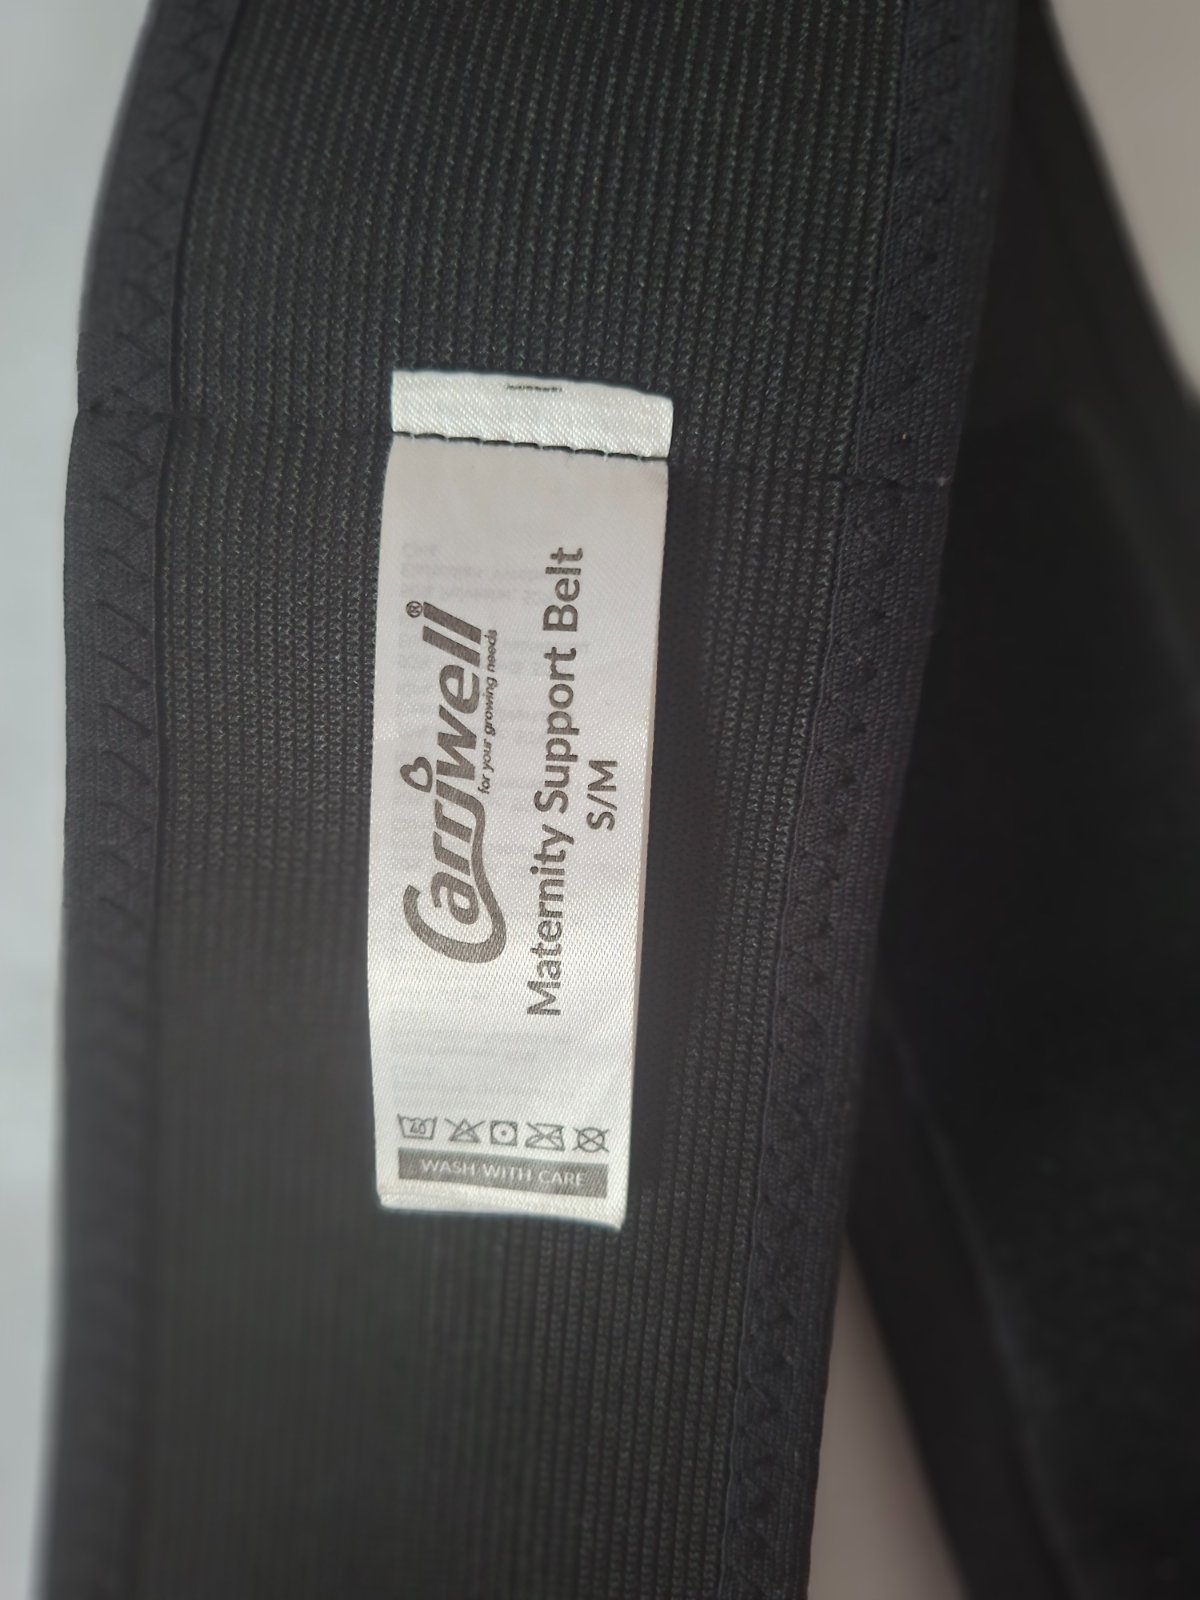 Carriwell®
for your growing needs
Maternity Support Belt
S/M
WASH WITH CARE